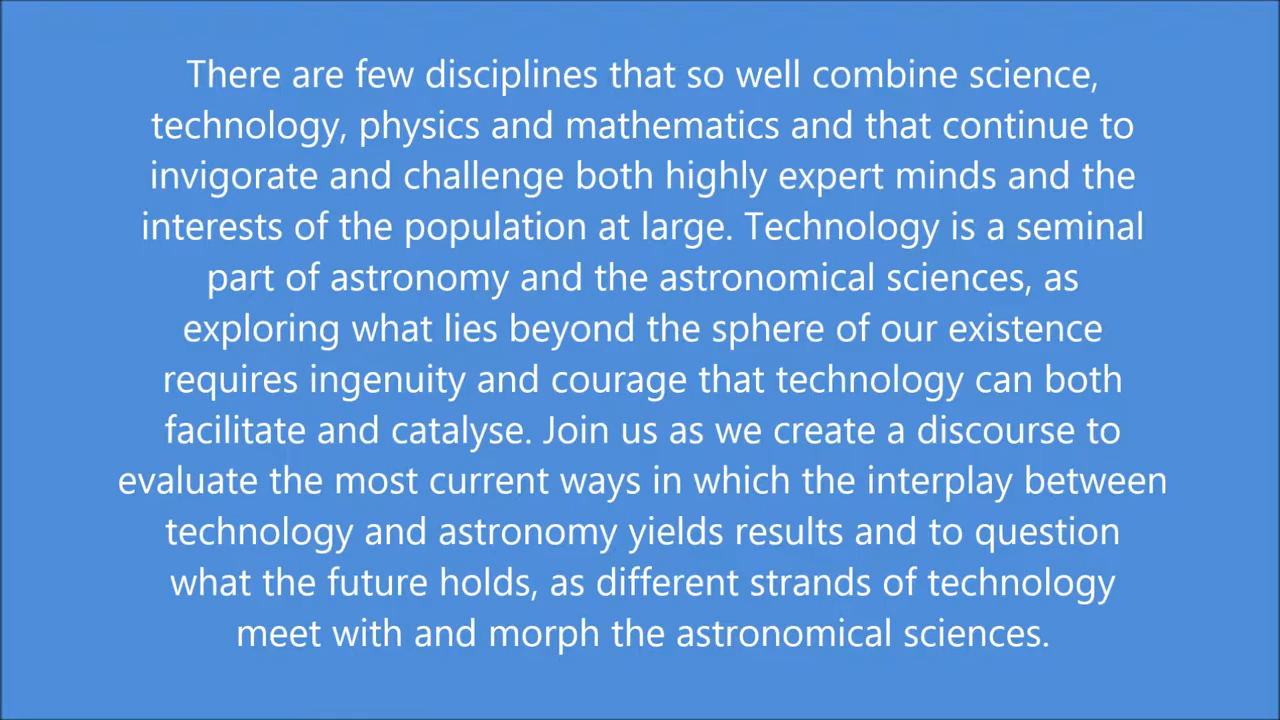 There are few disciplines that so well combine science,
technology, physics and mathematics and that continue to
invigorate and challenge both highly expert minds and the
interests of the population at large. Technology is a seminal
part of astronomy and the astronomical sciences, as
exploring what lies beyond the sphere of our existence
requires ingenuity and courage that technology can both
facilitate and catalyse. Join us as we create a discourse to
evaluate the most current ways in which the interplay between
technology and astronomy yields results and to question
what the future holds, as different strands of technology
meet with and morph the astronomical sciences.